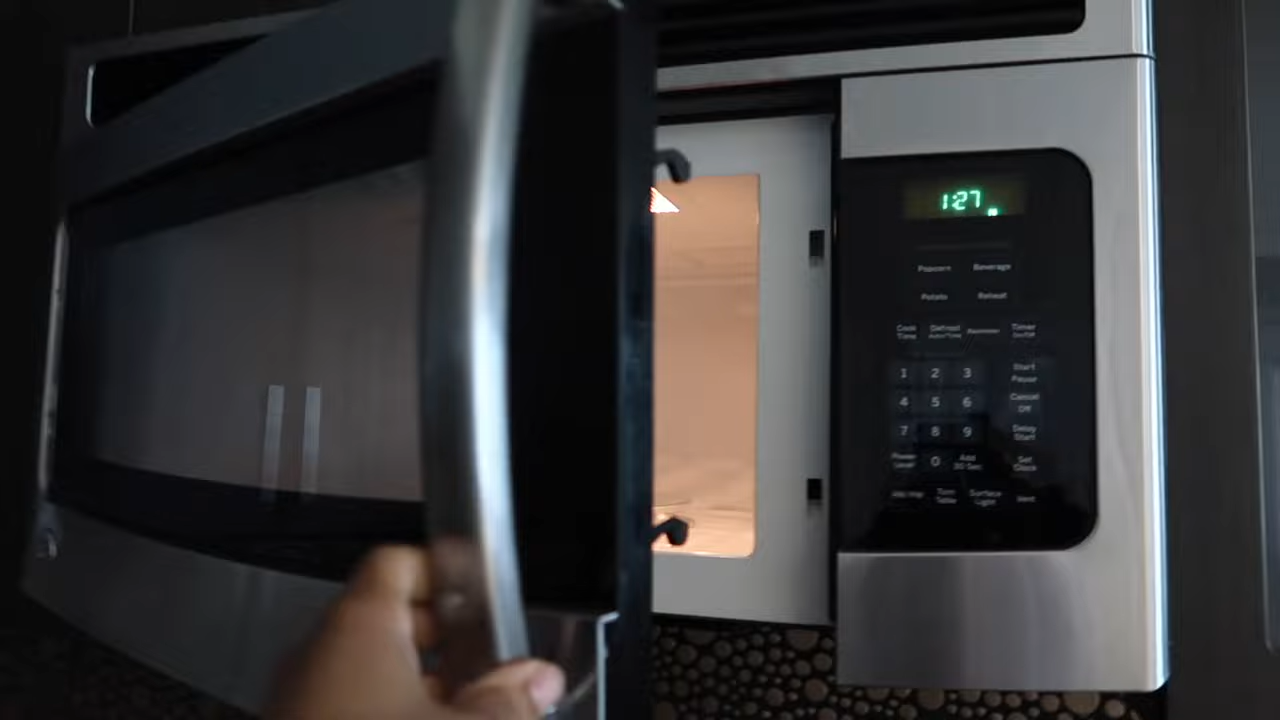 1:27
Popcorn Beverage
Potato Reheat
Cook Time Defrost Auto/Time Timer On/Off
1 2 3 Start Pause
4 5 6 Cancel Off
7 8 9 Delay Start
Power Level 0 Add 30 Sec Set Clock
Turn Table Surface Light Vent